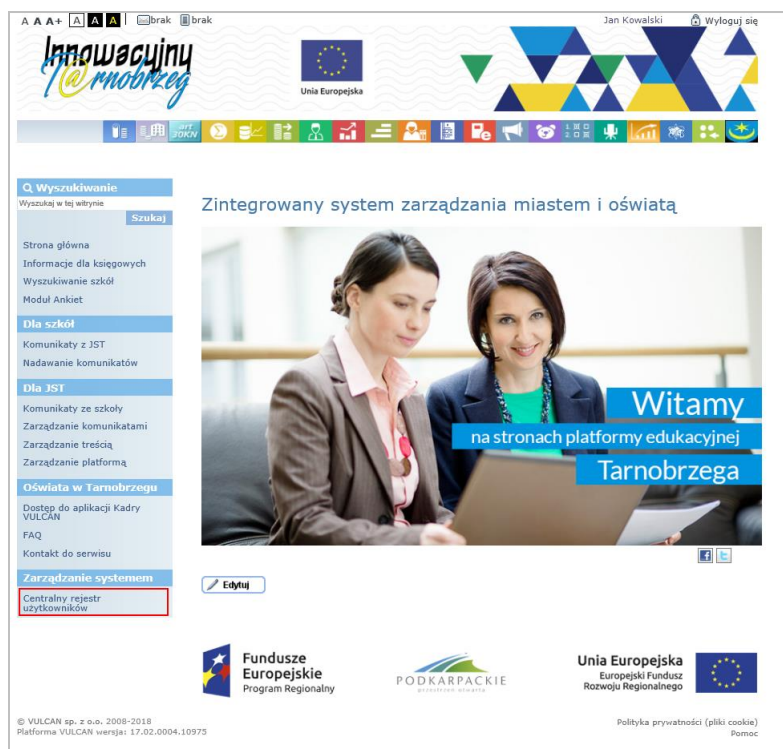 A A A+ A A A brak brak
Jan Kowalski Wyloguj się
Innowacyjny
T@rnobrzeg
Unia Europejska
art
30KN
Wyszukiwanie
Wyszukaj w tej witrynie
Szukaj
Strona główna
Informacje dla księgowych
Wyszukiwanie szkół
Moduł Ankiet
Dla szkół
Komunikaty z JST
Nadawanie komunikatów
Dla JST
Komunikaty ze szkoły
Zarządzanie komunikatami
Zarządzanie treścią
Zarządzanie platformą
Oświata w Tarnobrzegu
Dostęp do aplikacji Kadry
VULCAN
FAQ
Kontakt do serwisu
Zarządzanie systemem
Centralny rejestr
użytkowników
Zintegrowany system zarządzania miastem i oświatą
Witamy
na stronach platformy edukacyjnej
Tarnobrzega
Edytuj
Fundusze
Europejskie
Program Regionalny
PODKARPACKIE
przestrzeń otwarta
Unia Europejska
Europejski Fundusz
Rozwoju Regionalnego
© VULCAN sp. z o.o. 2008-2018
Platforma VULCAN wersja: 17.02.0004.10975
Polityka prywatności (pliki cookie)
Pomoc